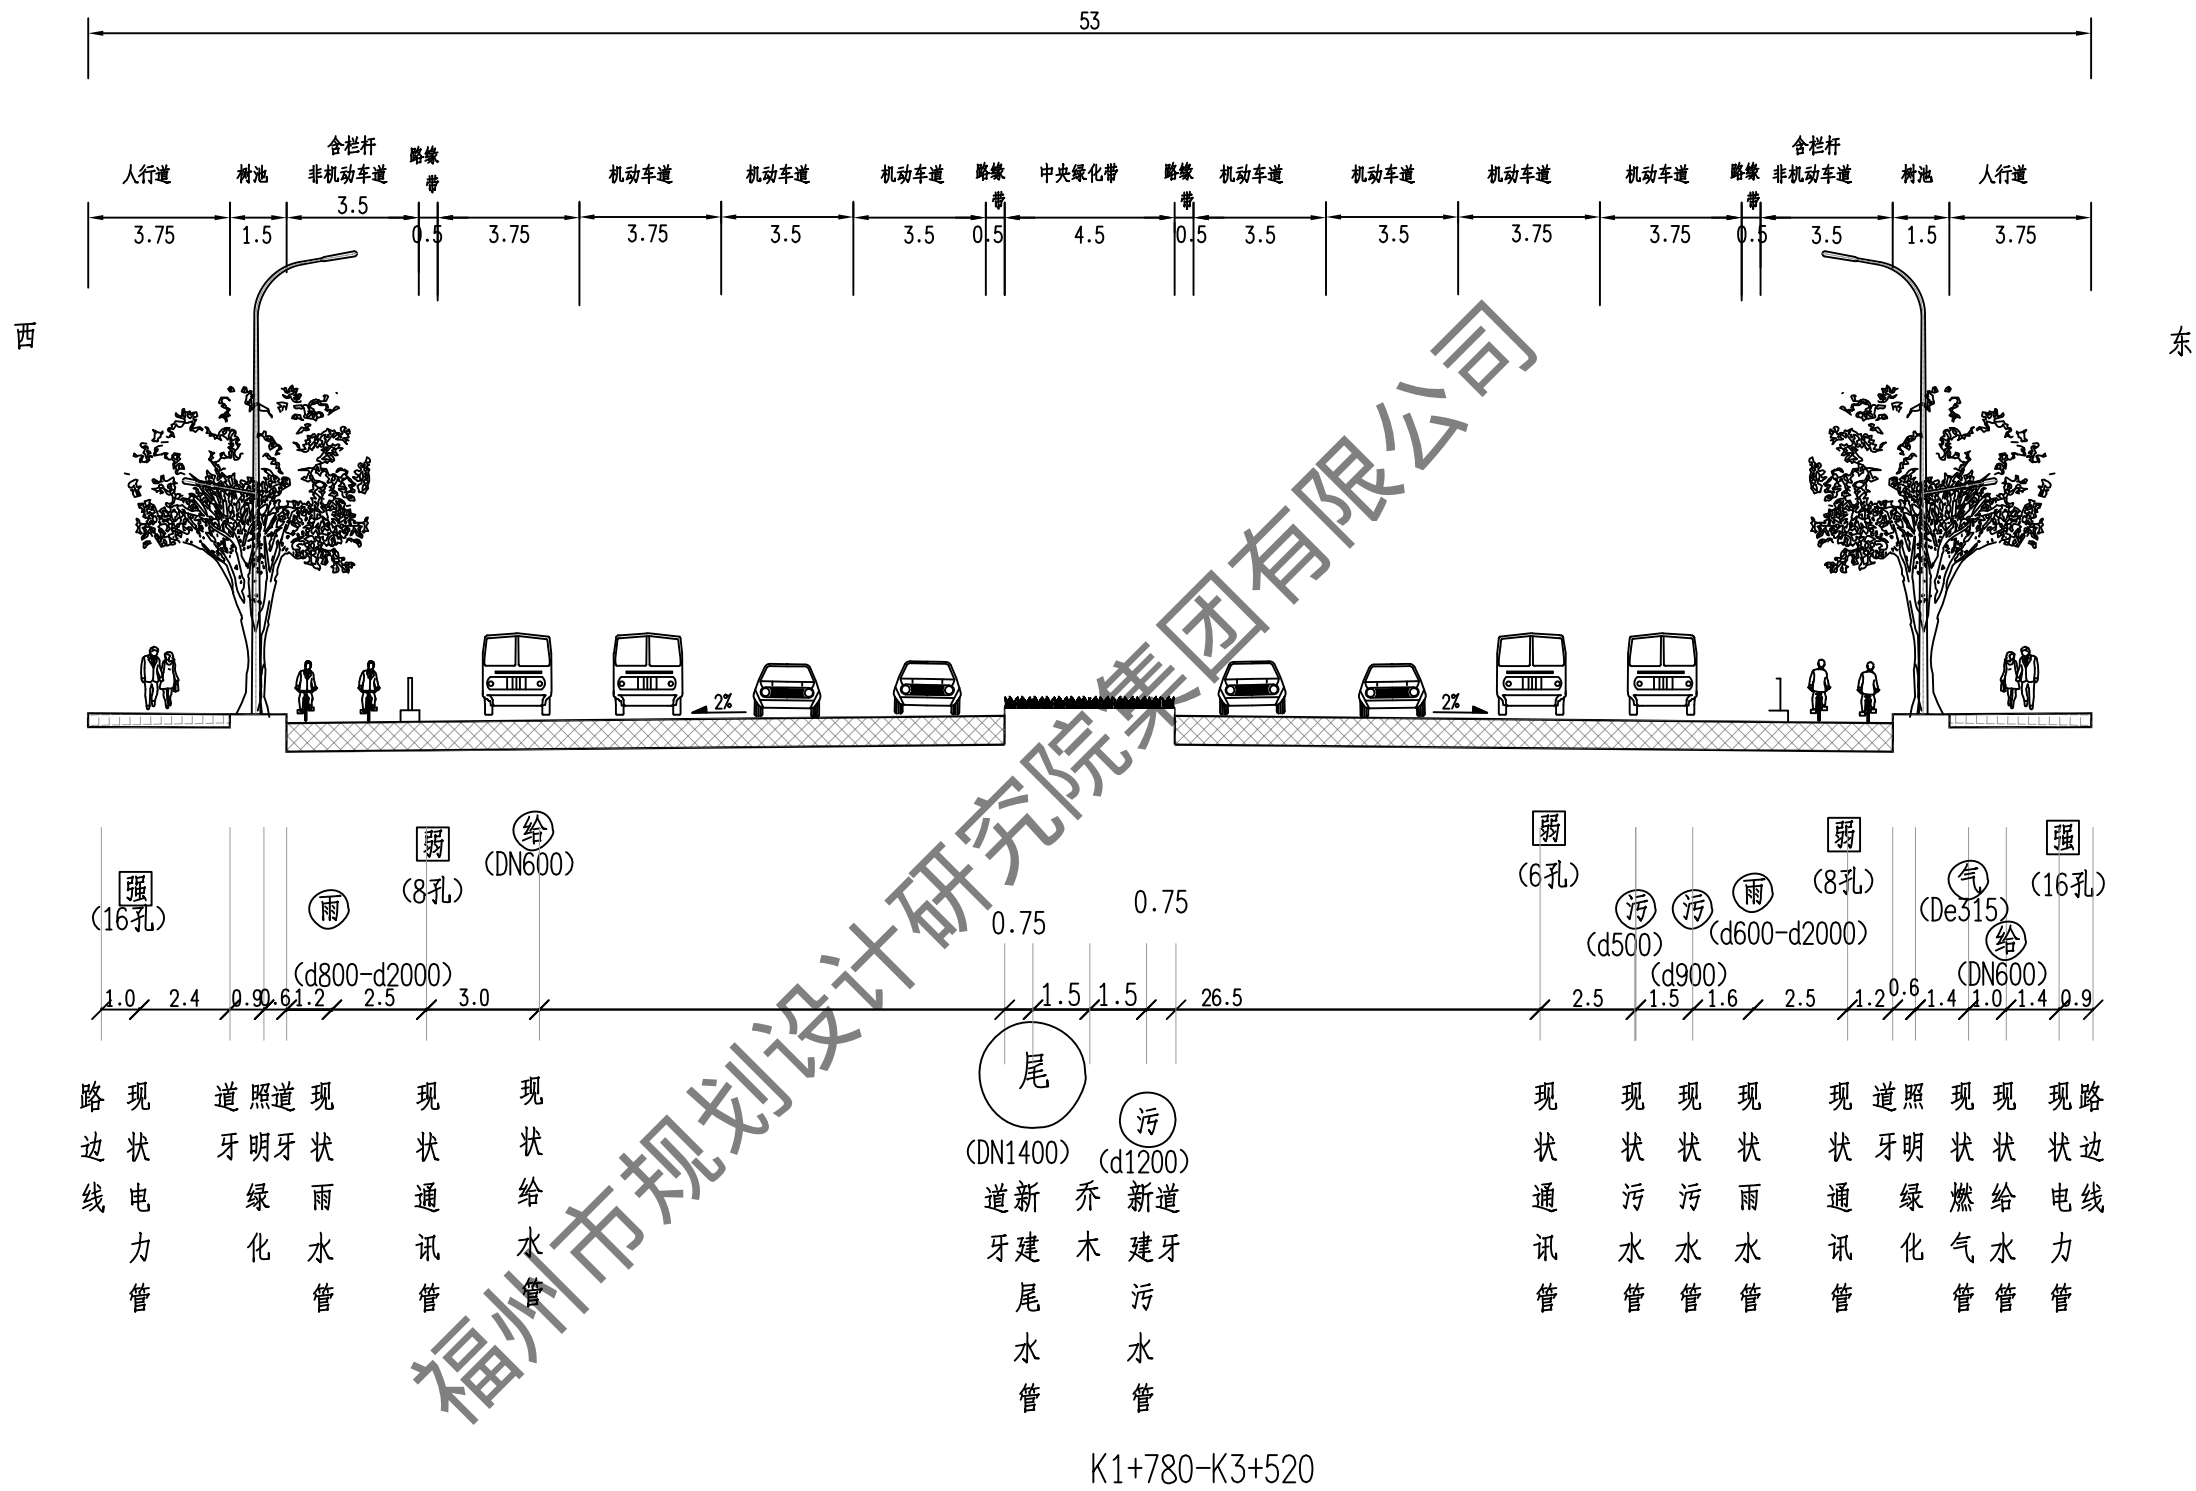 53
含栏杆
含栏杆
人行道 树池 非机动车道 路缘带 机动车道 机动车道 机动车道 路缘带 中央绿化带 路缘带 机动车道 机动车道 机动车道 机动车道 路缘带 非机动车道 树池 人行道
3.75 1.5 3.5 0.5 3.75 3.75 3.5 3.5 0.5 4.5 0.5 3.5 3.5 3.75 3.75 0.5 3.5 1.5 3.75
西
东
2% 2%
强
(16孔)
雨
(d800-d2000)
弱
(8孔)
给
(DN600)
弱
(6孔)
污
(d500)
污
(d900)
雨
(d600-d2000)
弱
(8孔)
气
(De315)
给
(DN600)
强
(16孔)
0.75 0.75
1.0 2.4 0.9 0.6 1.2 2.5 3.0 1.5 1.5 26.5 2.5 1.5 1.6 2.5 1.2 0.6 1.4 1.0 1.4 0.9
尾
(DN1400)
污
(d1200)
路边线
现状电力管
道牙
照明绿化
道牙
现状雨水管
现状通讯管
现状给水管
道牙
新建尾水管
乔木
新建污水管
道牙
现状通讯管
现状污水管
现状污水管
现状雨水管
现状通讯管
道牙
照明绿化
现状燃气管
现状给水管
现状电力管
路边线
福州市规划设计研究院集团有限公司
K1+780-K3+520